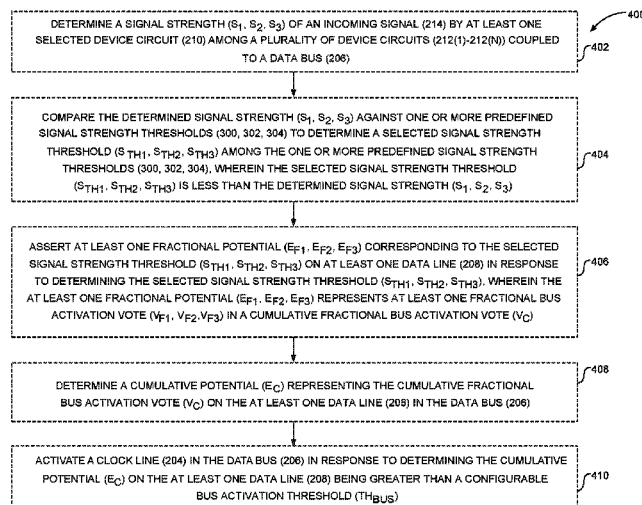 400
DETERMINE A SIGNAL STRENGTH (S1, S2, S3) OF AN INCOMING SIGNAL (214) BY AT LEAST ONE
SELECTED DEVICE CIRCUIT (210) AMONG A PLURALITY OF DEVICE CIRCUITS (212(1)-212(N)) COUPLED
TO A DATA BUS (206)
402
COMPARE THE DETERMINED SIGNAL STRENGTH (S1, S2, S3) AGAINST ONE OR MORE PREDEFINED
SIGNAL STRENGTH THRESHOLDS (300, 302, 304) TO DETERMINE A SELECTED SIGNAL STRENGTH
THRESHOLD (STH1, STH2, STH3) AMONG THE ONE OR MORE PREDEFINED SIGNAL STRENGTH
THRESHOLDS (300, 302, 304), WHEREIN THE SELECTED SIGNAL STRENGTH THRESHOLD
(STH1, STH2, STH3) IS LESS THAN THE DETERMINED SIGNAL STRENGTH (S1, S2, S3)
404
ASSERT AT LEAST ONE FRACTIONAL POTENTIAL (EF1, EF2, EF3) CORRESPONDING TO THE SELECTED
SIGNAL STRENGTH THRESHOLD (STH1, STH2, STH3) ON AT LEAST ONE DATA LINE (208) IN RESPONSE
TO DETERMINING THE SELECTED SIGNAL STRENGTH THRESHOLD (STH1, STH2, STH3), WHEREIN THE
AT LEAST ONE FRACTIONAL POTENTIAL (EF1, EF2, EF3) REPRESENTS AT LEAST ONE FRACTIONAL BUS
ACTIVATION VOTE (VF1, VF2,VF3) IN A CUMULATIVE FRACTIONAL BUS ACTIVATION VOTE (VC)
406
DETERMINE A CUMULATIVE POTENTIAL (EC) REPRESENTING THE CUMULATIVE FRACTIONAL
BUS ACTIVATION VOTE (VC) ON THE AT LEAST ONE DATA LINE (208) IN THE DATA BUS (206)
408
ACTIVATE A CLOCK LINE (204) IN THE DATA BUS (206) IN RESPONSE TO DETERMINING THE CUMULATIVE
POTENTIAL (EC) ON THE AT LEAST ONE DATA LINE (208) BEING GREATER THAN A CONFIGURABLE
BUS ACTIVATION THRESHOLD (THBUS)
410